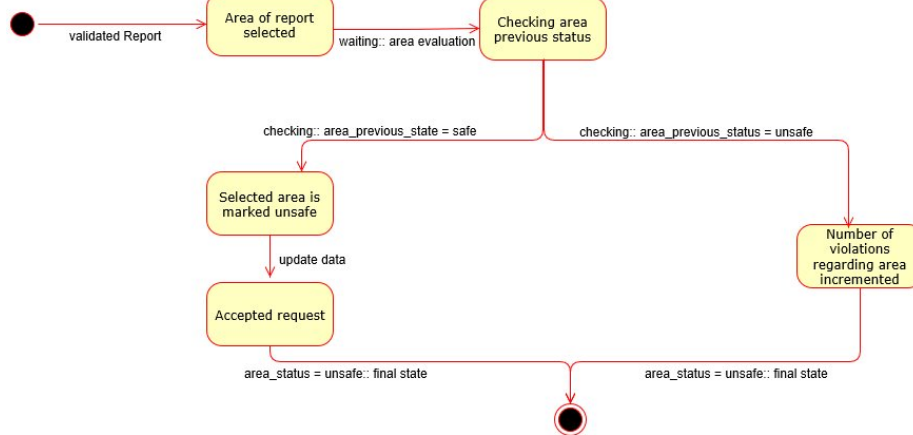 Area of report
selected
Checking area
previous status
validated Report
waiting:: area evaluation
checking:: area_previous_state = safe
checking:: area_previous_status = unsafe
Selected area is
marked unsafe
Number of
violations
regarding area
incremented
update data
Accepted request
area_status = unsafe:: final state
area_status = unsafe:: final state